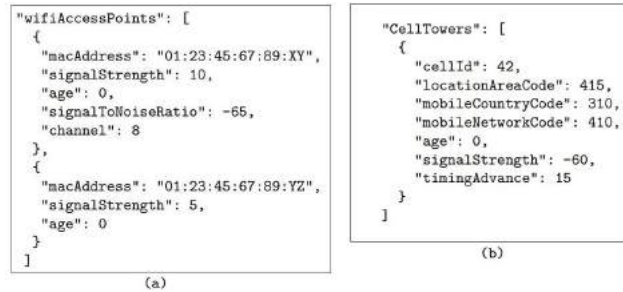 "wifiAccessPoints": [
{
"macAddress": "01:23:45:67:89:XY",
"signalStrength": 10,
"age": 0,
"signalToNoiseRatio": -65,
"channel": 8
},
{
"macAddress": "01:23:45:67:89:YZ",
"signalStrength": 5,
"age": 0
}
]
(a)
"CellTowers": [
{
"cellId": 42,
"locationAreaCode": 415,
"mobileCountryCode": 310,
"mobileNetworkCode": 410,
"age": 0,
"signalStrength": -60,
"timingAdvance": 15
}
]
(b)